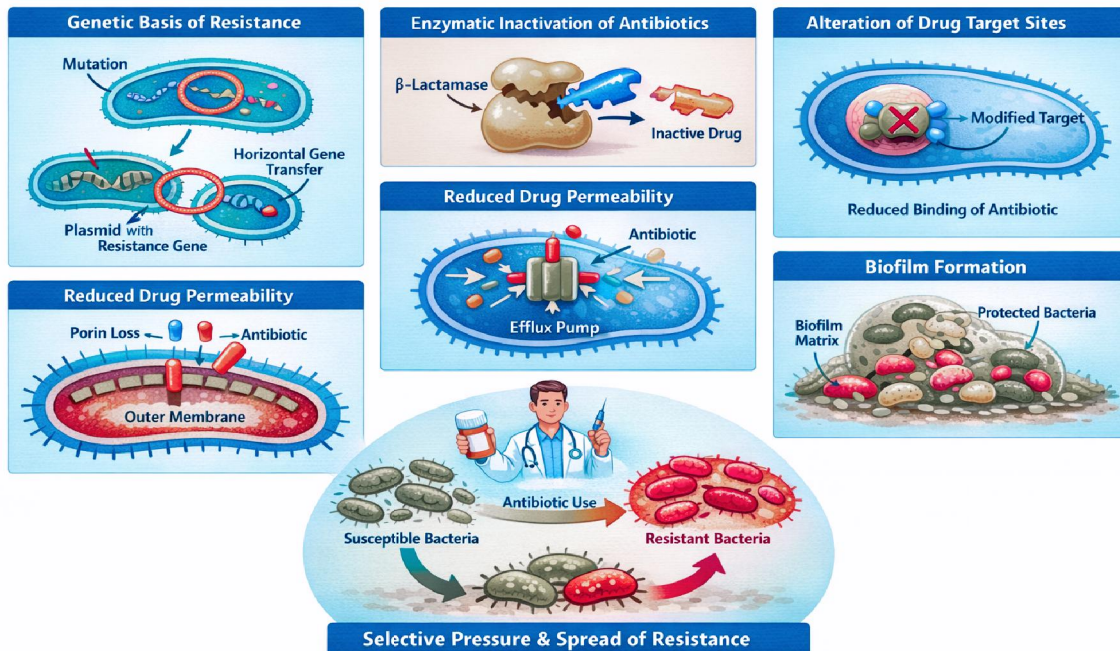 Genetic Basis of Resistance
Mutation
Horizontal Gene
Transfer
Plasmid with
Resistance Gene
Enzymatic Inactivation of Antibiotics
β-Lactamase
Inactive Drug
Alteration of Drug Target Sites
Modified Target
Reduced Binding of Antibiotic
Reduced Drug Permeability
Antibiotic
Efflux Pump
Reduced Drug Permeability
Porin Loss
Antibiotic
Outer Membrane
Biofilm Formation
Biofilm
Matrix
Protected Bacteria
Antibiotic Use
Susceptible Bacteria
Resistant Bacteria
Selective Pressure & Spread of Resistance